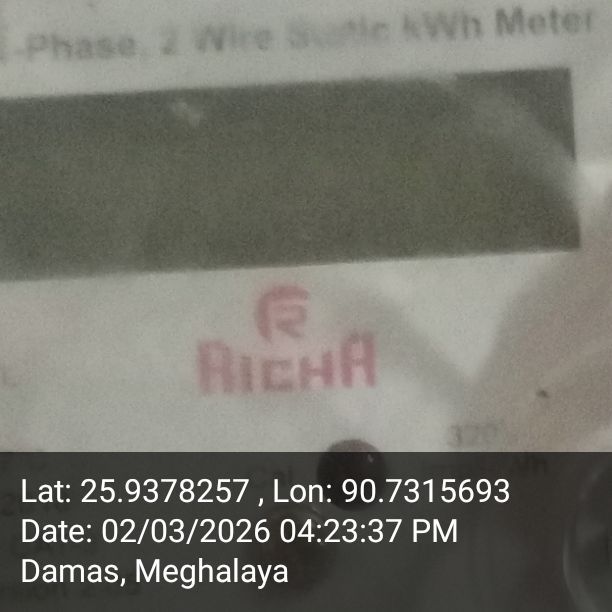 -Phase, 2 Wire Static kWh Meter
RICHA
320
Lat: 25.9378257 , Lon: 90.7315693
Date: 02/03/2026 04:23:37 PM
Damas, Meghalaya